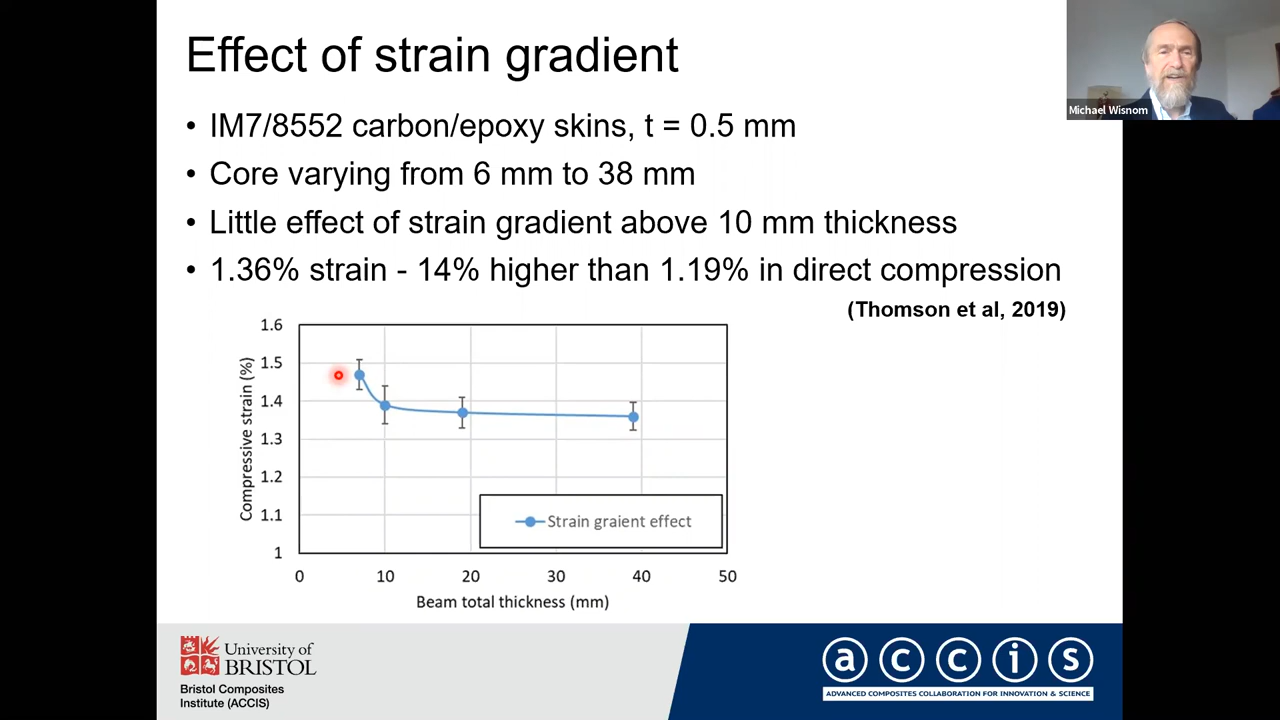 Effect of strain gradient
Michael Wisnom
• IM7/8552 carbon/epoxy skins, t = 0.5 mm
• Core varying from 6 mm to 38 mm
• Little effect of strain gradient above 10 mm thickness
• 1.36% strain - 14% higher than 1.19% in direct compression
(Thomson et al, 2019)
Compressive strain (%)
1.6
1.5
1.4
1.3
1.2
1.1
1
Strain graient effect
0 10 20 30 40 50
Beam total thickness (mm)
University of
BRISTOL
Bristol Composites
Institute (ACCIS)
accis
ADVANCED COMPOSITES COLLABORATION FOR INNOVATION & SCIENCE